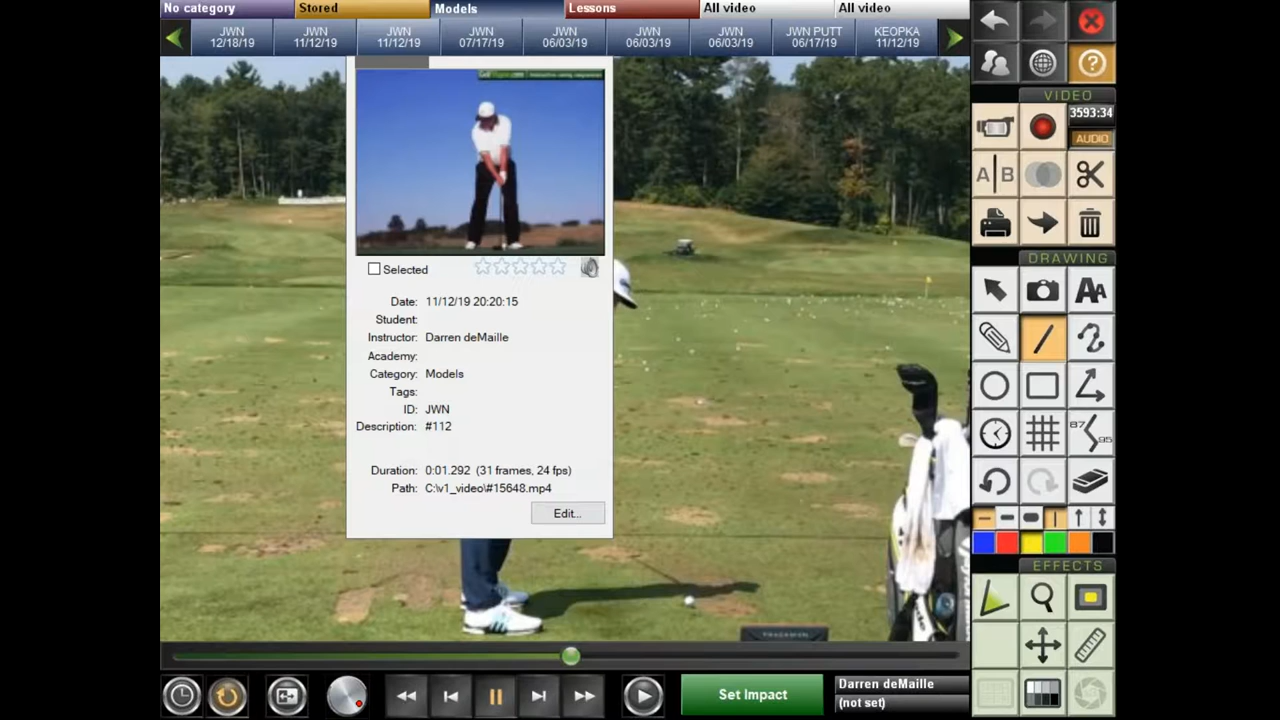 No category
Stored
Models
Lessons
All video
All video
JWN
12/18/19
JWN
11/12/19
JWN
11/12/19
JWN
07/17/19
JWN
06/03/19
JWN
06/03/19
JWN
06/03/19
JWN PUTT
06/17/19
KEOPKA
11/12/19
VIDEO
3593:34
AUDIO
A|B
DRAWING
AA
87
95
EFFECTS
Selected
Date: 11/12/19 20:20:15
Student:
Instructor: Darren deMaille
Academy:
Category: Models
Tags:
ID: JWN
Description: #112
Duration: 0:01.292 (31 frames, 24 fps)
Path: C:\v1_video\#15648.mp4
Edit...
Set Impact
Darren deMaille
(not set)